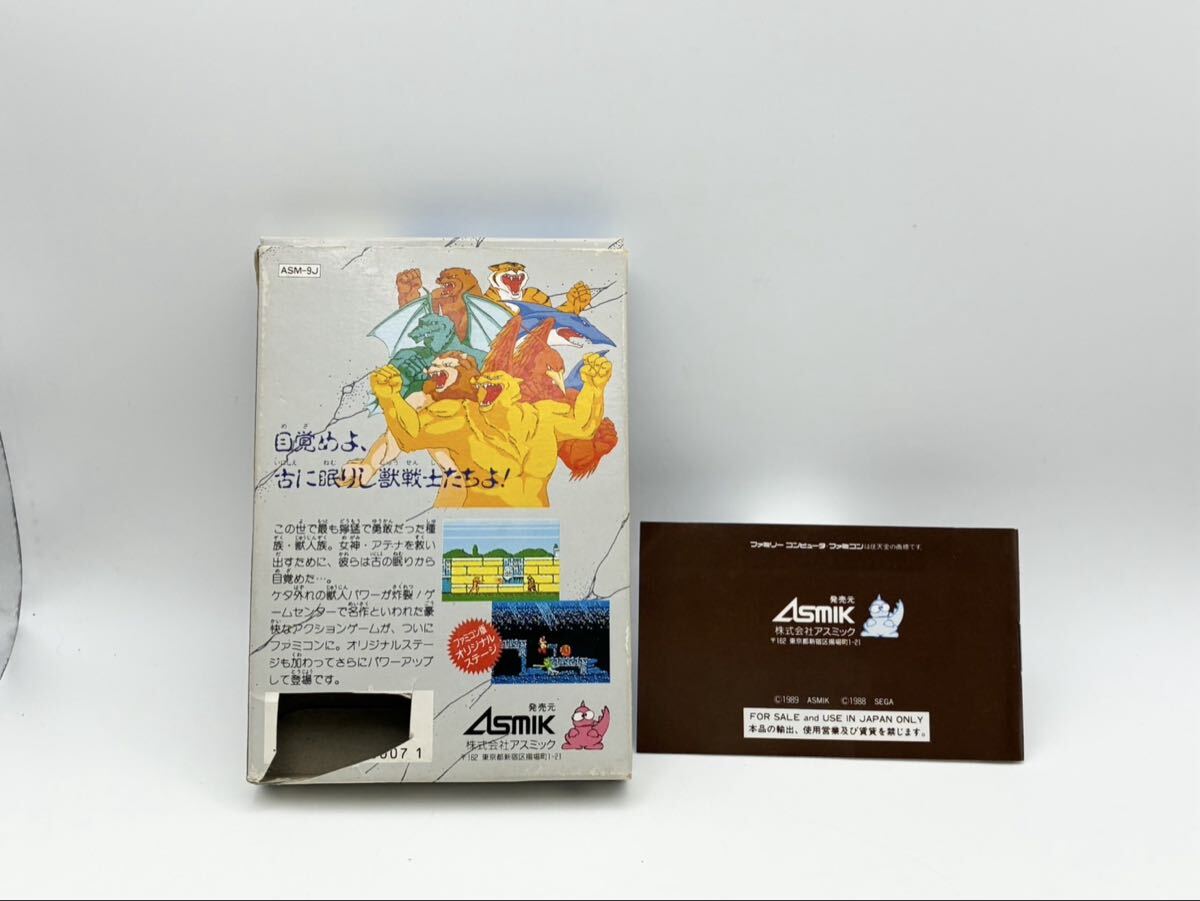 ASM-9J
目覚めよ、
古に眠りし獣戦士たちよ!
この世で最も獰猛で勇敢だった種
族・獣人族。女神・アテナを救い
出すために、彼らは古の眠りから
目覚めた…。
ケタ外れの獣人パワーが炸裂!ゲ
ームセンターで名作といわれた豪
快なアクションゲームが、ついに
ファミコンに。オリジナルステー
ジも加わってさらにパワーアップ
して登場です。
ファミコン版
オリジナル
ステージ
発売元
ASMIK
株式会社アスミック
〒162 東京都新宿区揚場町1-21
0071
ファミリーコンピュータ・ファミコンは任天堂の商標です。
発売元
ASMIK
株式会社アスミック
〒162 東京都新宿区揚場町1-21
©1989 ASMIK ©1988 SEGA
FOR SALE and USE IN JAPAN ONLY
本品の輸出、使用営業及び賃貸を禁じます。